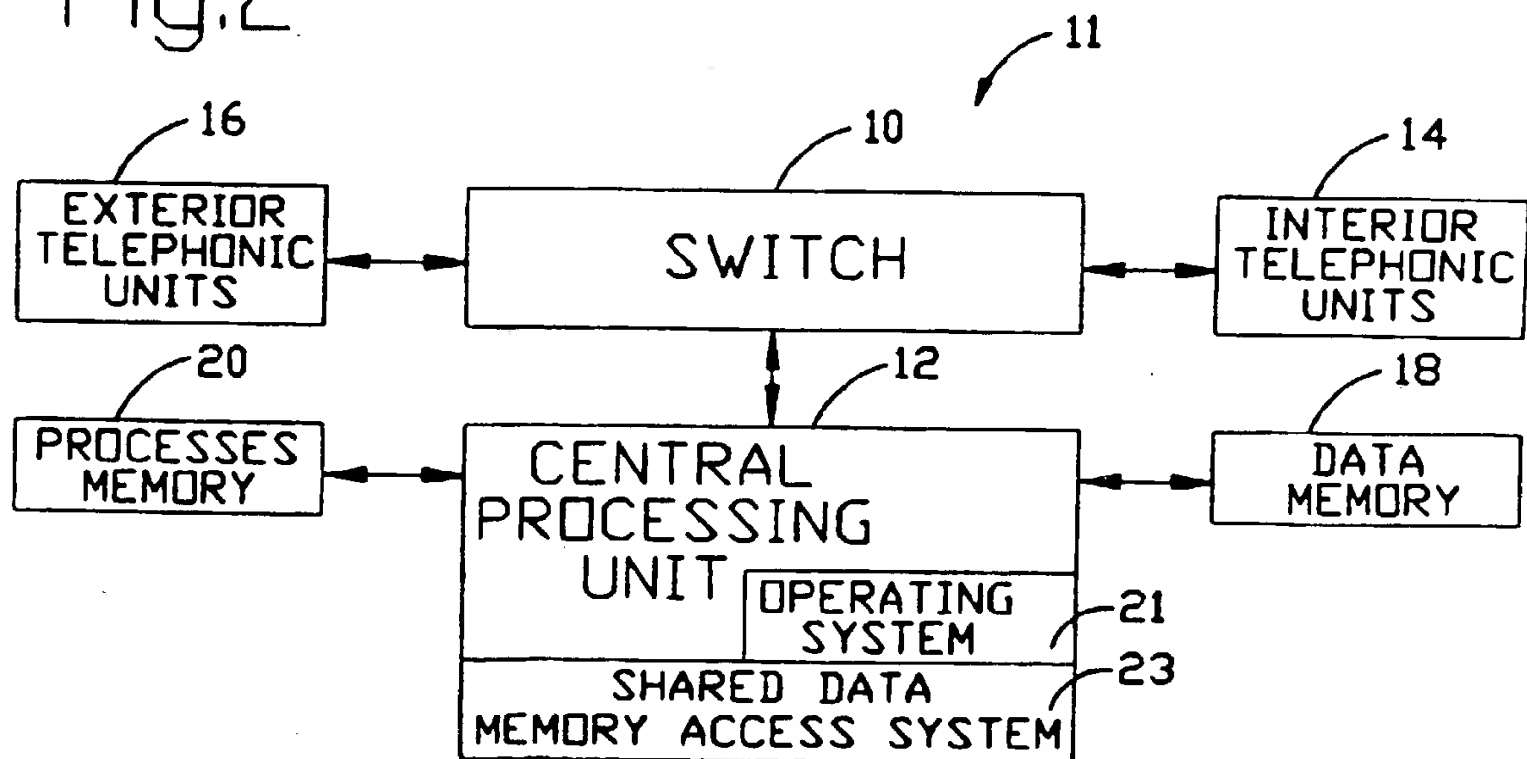 Fig.2
11
16
10
14
EXTERIOR
TELEPHONIC
UNITS
SWITCH
INTERIOR
TELEPHONIC
UNITS
20
12
18
PROCESSES
MEMORY
CENTRAL
PROCESSING
UNIT
DATA
MEMORY
OPERATING
SYSTEM
21
SHARED DATA
MEMORY ACCESS SYSTEM
23